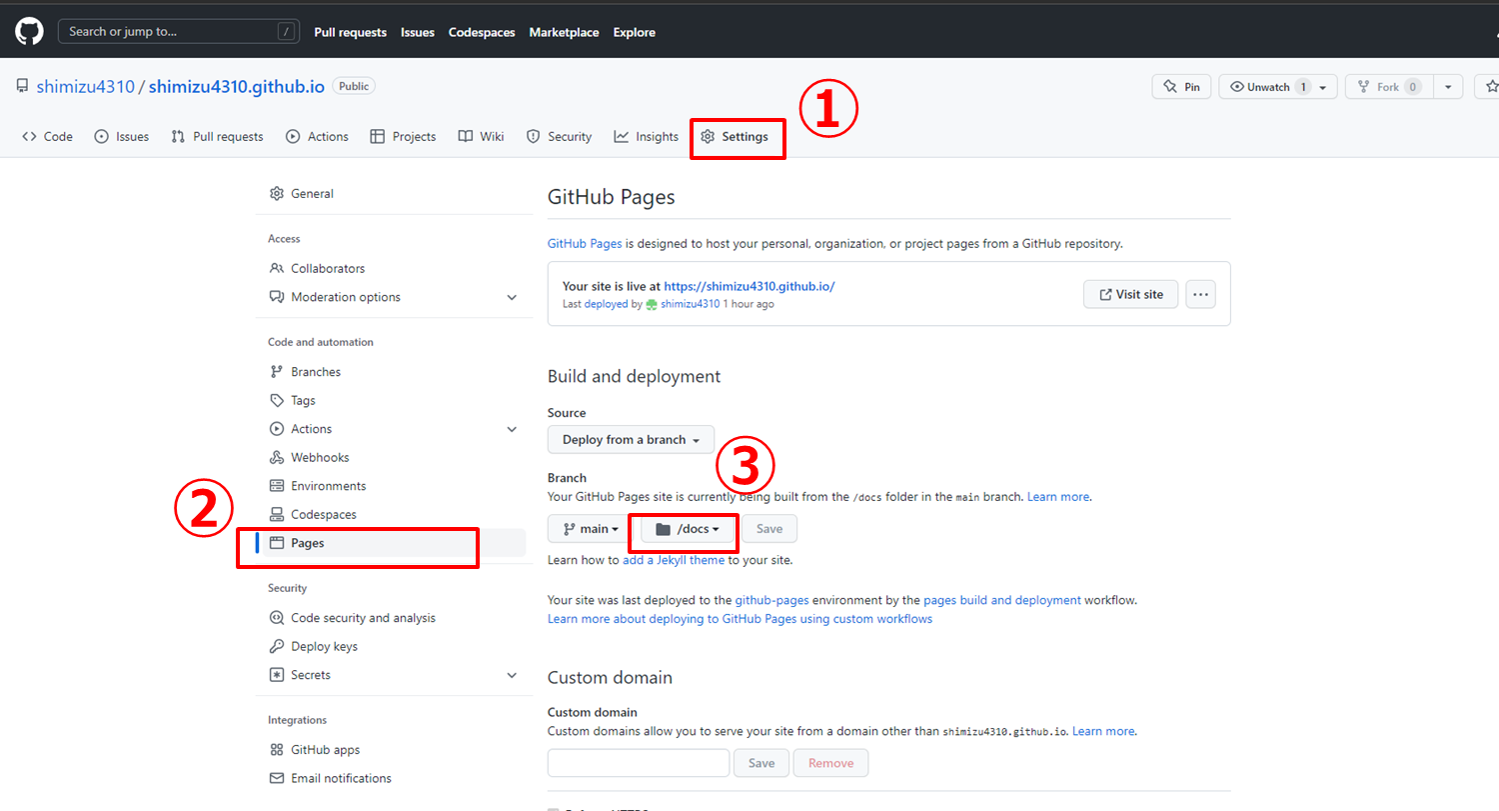 Search or jump to... /
Pull requests Issues Codespaces Marketplace Explore
shimizu4310 / shimizu4310.github.io Public
Pin Unwatch 1 Fork 0
①
Code Issues Pull requests Actions Projects Wiki Security Insights Settings
General
Access
Collaborators
Moderation options
Code and automation
Branches
Tags
Actions
Webhooks
Environments
Codespaces
②
Pages
Security
Code security and analysis
Deploy keys
Secrets
Integrations
GitHub apps
Email notifications
GitHub Pages
GitHub Pages is designed to host your personal, organization, or project pages from a GitHub repository.
Your site is live at https://shimizu4310.github.io/
Last deployed by shimizu4310 1 hour ago
Visit site ...
Build and deployment
Source
Deploy from a branch
③
Branch
Your GitHub Pages site is currently being built from the /docs folder in the main branch. Learn more.
main /docs Save
Learn how to add a Jekyll theme to your site.
Your site was last deployed to the github-pages environment by the pages build and deployment workflow.
Learn more about deploying to GitHub Pages using custom workflows
Custom domain
Custom domain
Custom domains allow you to serve your site from a domain other than shimizu4310.github.io. Learn more.
Save Remove